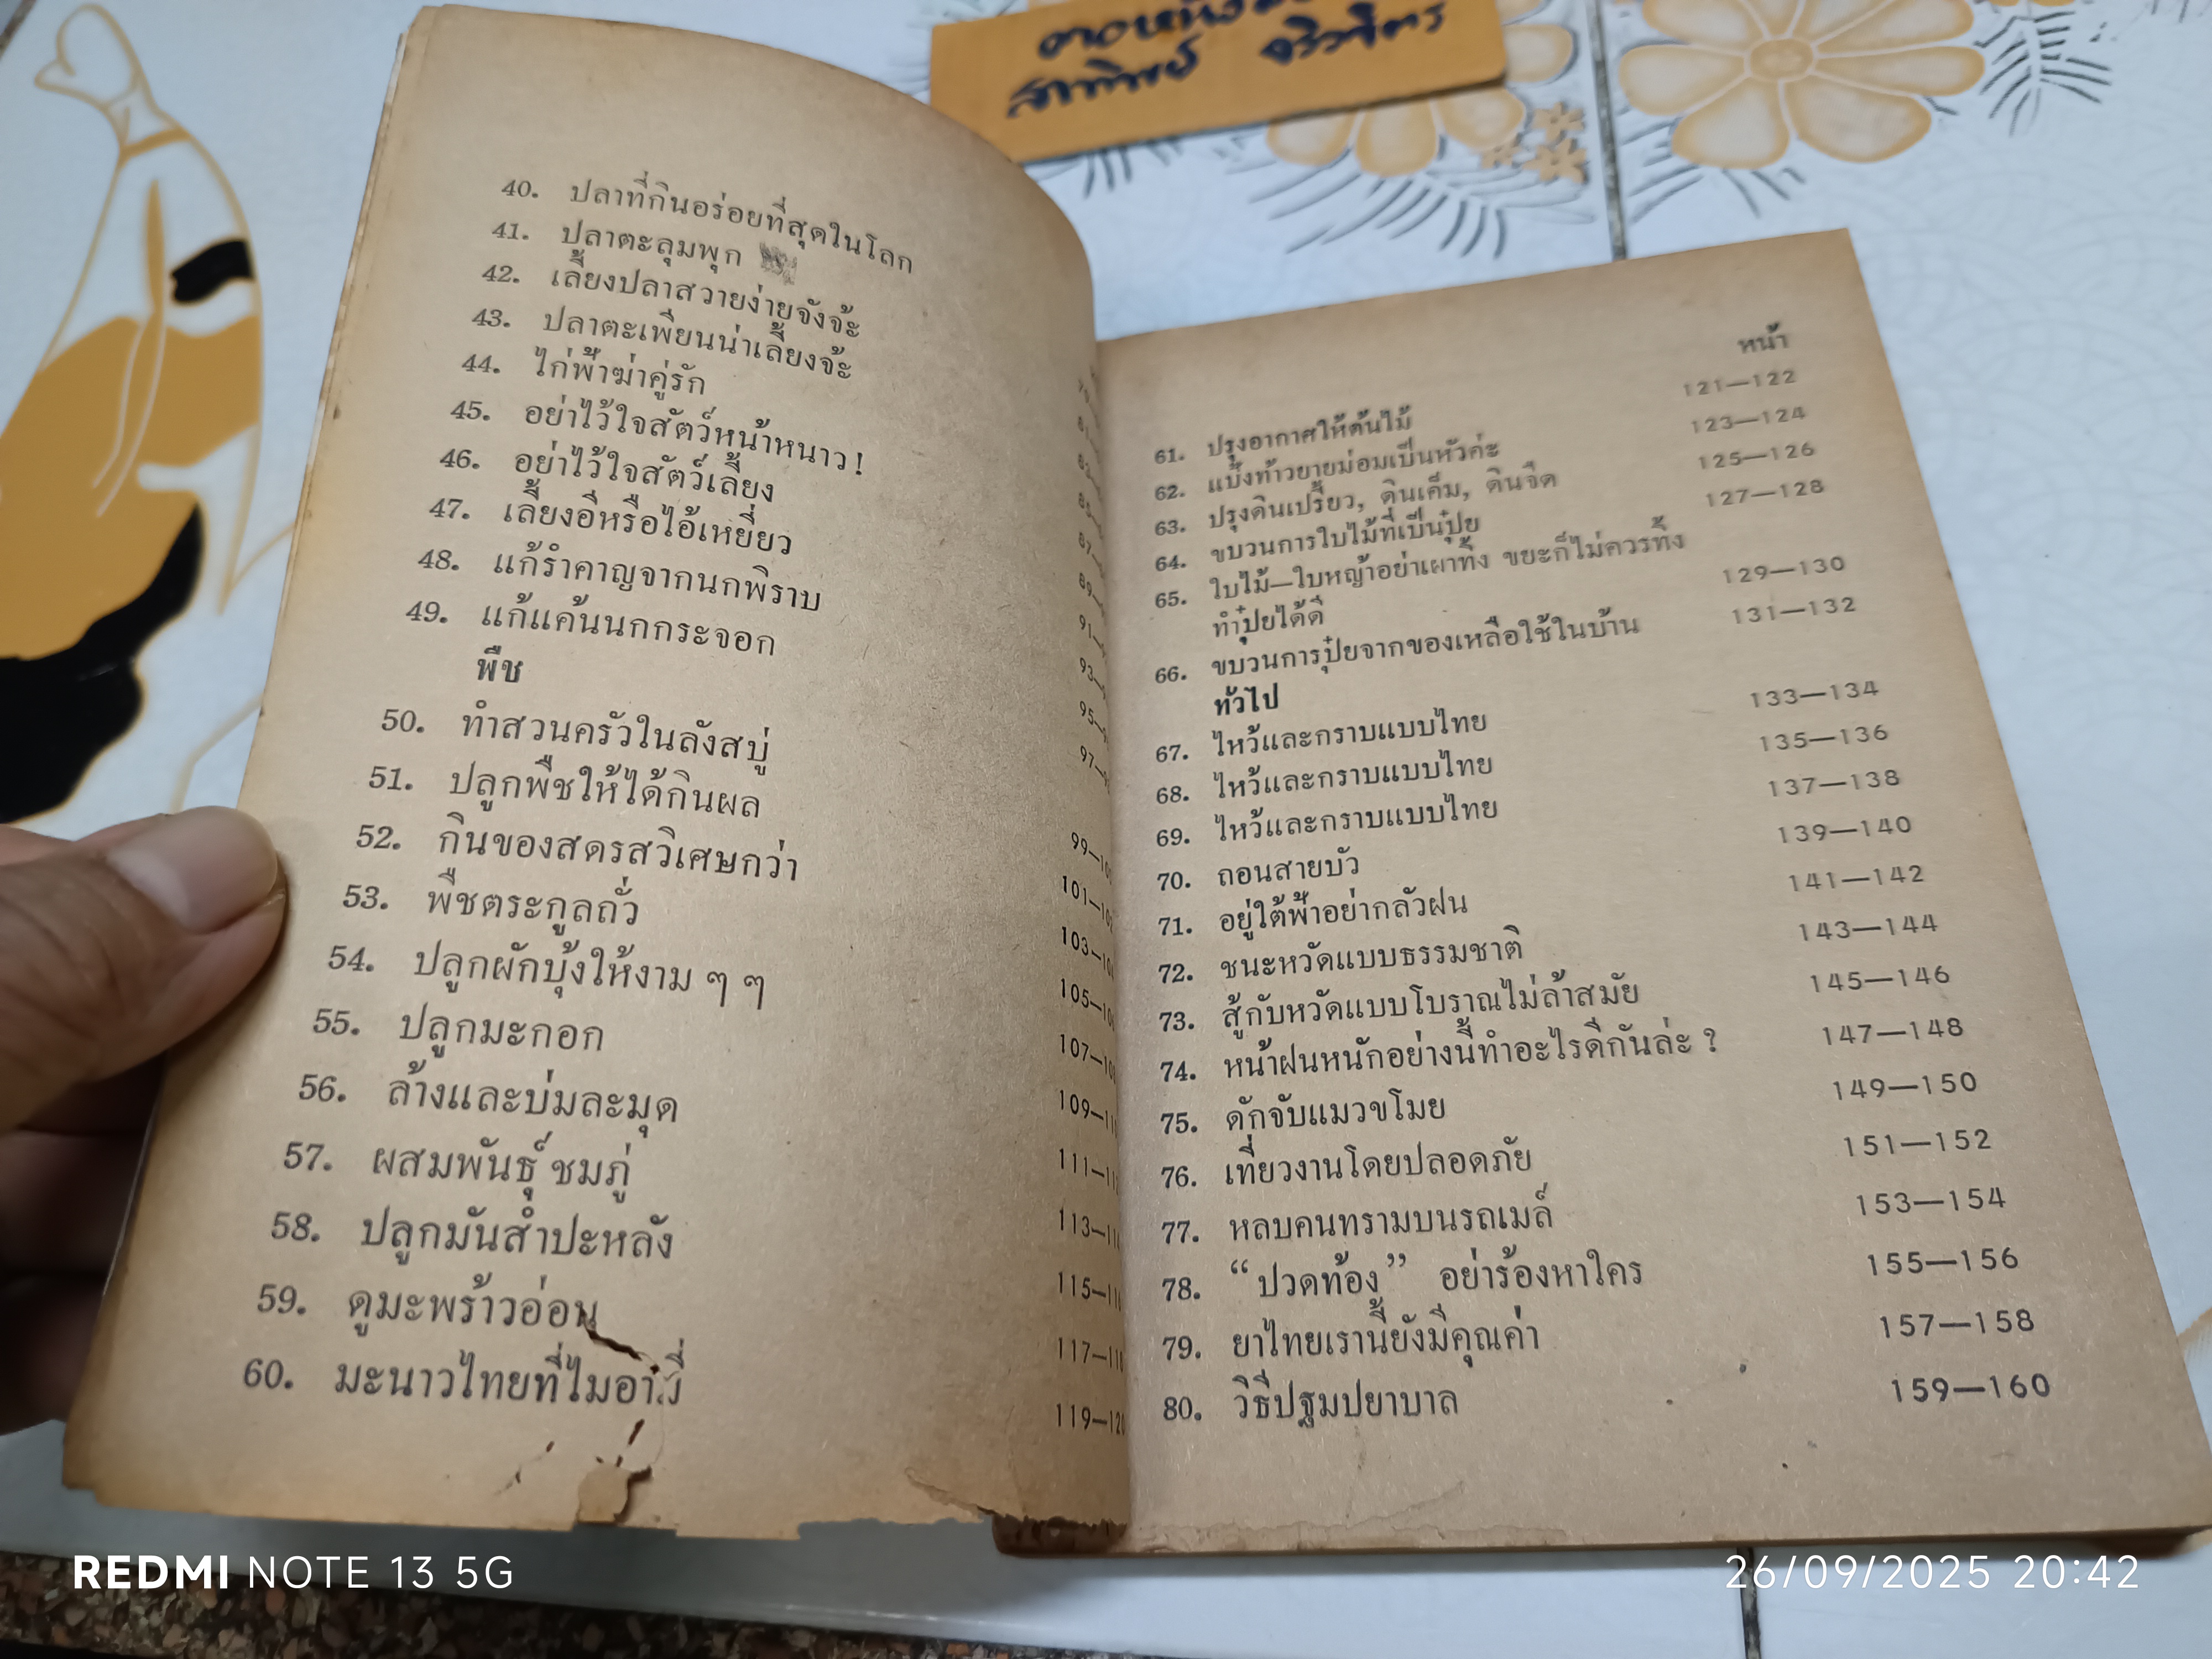 สาทิพย์
40. ปลาที่กินอร่อยที่สุดในโลก
41. ปลาตะลุมพุก
42. เลี้ยงปลาสวายง่ายจังจ้ะ
43. ปลาตะเพียนน่าเลี้ยงจ้ะ
44. ไก่ฟ้าฆ่าคู่รัก
45. อย่าไว้ใจสัตว์หน้าหนาว!
46. อย่าไว้ใจสัตว์เลี้ยง
47. เลี้ยงอีหรือไอ้เหยี่ยว
48. แก้รำคาญจากนกพิราบ
49. แก้แค้นนกกระจอก
พืช
50. ทำสวนครัวในลังสบู่
51. ปลูกพืชให้ได้กินผล
52. กินของสดรสวิเศษกว่า 99—100
53. พืชตระกูลถั่ว 101—102
54. ปลูกผักบุ้งให้งาม ๆ ๆ 103—
55. ปลูกมะกอก 105—
56. ล้างและบ่มละมุด 107—
57. ผสมพันธุ์ ชมภู่ 109—
58. ปลูกมันสำปะหลัง 111—
59. ดูมะพร้าวอ่อน 113—
60. มะนาวไทยที่ไม 115—
117—
119—120
หน้า
61. ปรุงอากาศให้ต้นไม้ 121—122
62. แป้งท้าวยายม่อมเป็นหัวค่ะ 123—124
63. ปรุงดินเปรี้ยว, ดินเค็ม, ดินจืด 125—126
64. ขบวนการใบไม้ที่เป็นปุ๋ย 127—128
65. ใบไม้—ใบหญ้าอย่าเผาทิ้ง ขยะก็ไม่ควรทิ้ง
ทำปุ๋ยได้ดี 129—130
66. ขบวนการปุ๋ยจากของเหลือใช้ในบ้าน 131—132
ทั่วไป
67. ไหว้และกราบแบบไทย 133—134
68. ไหว้และกราบแบบไทย 135—136
69. ไหว้และกราบแบบไทย 137—138
70. ถอนสายบัว 139—140
71. อยู่ใต้ฟ้าอย่ากลัวฝน 141—142
72. ชนะหวัดแบบธรรมชาติ 143—144
73. สู้กับหวัดแบบโบราณไม่ล้าสมัย 145—146
74. หน้าฝนหนักอย่างนี้ทำอะไรดีกันล่ะ ? 147—148
75. ดักจับแมวขโมย 149—150
76. เที่ยวงานโดยปลอดภัย 151—152
77. หลบคนทรามบนรถเมล์ 153—154
78. “ปวดท้อง” อย่าร้องหาใคร 155—156
79. ยาไทยเรานี้ยังมีคุณค่า 157—158
80. วิธีปฐมปยาบาล 159—160
REDMI NOTE 13 5G
26/09/2025 20:42